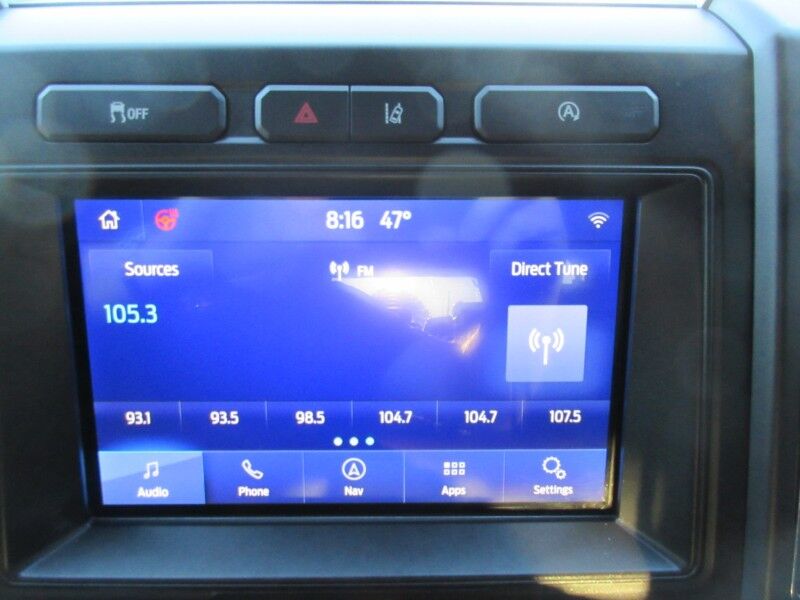 OFF
A
8:16 47°
Sources FM Direct Tune
105.3
93.1 93.5 98.5 104.7 104.7 107.5
Audio Phone Nav Apps Settings